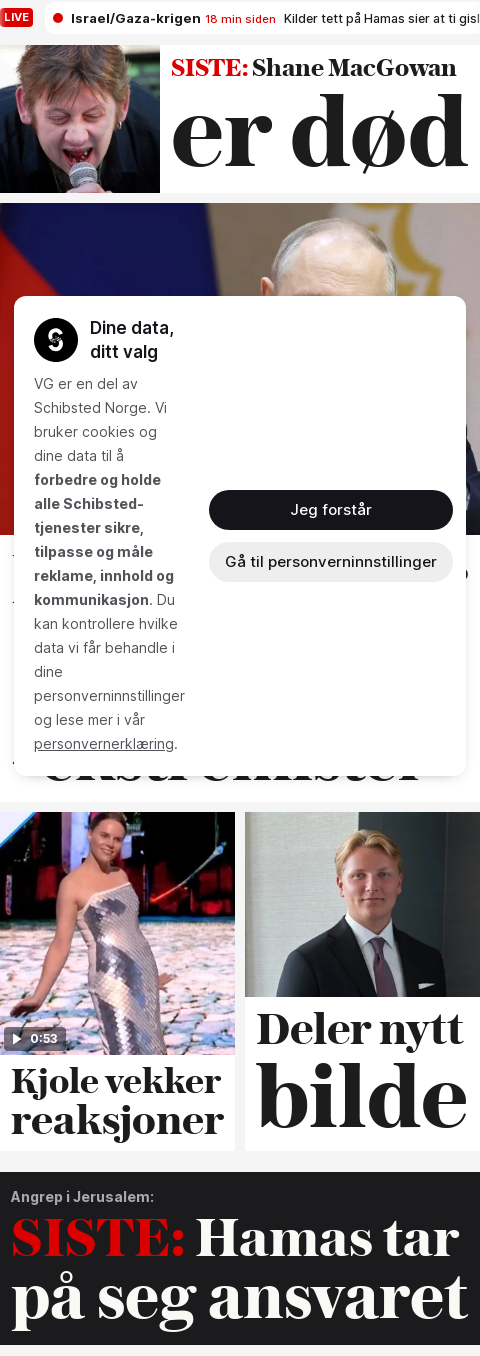 LIVE
Israel/Gaza-krigen 18 min siden Kilder tett på Hamas sier at ti gisl
SISTE: Shane MacGowan
er død
Dine data,
ditt valg
VG er en del av
Schibsted Norge. Vi
bruker cookies og
dine data til å
forbedre og holde
alle Schibsted-
tjenester sikre,
tilpasse og måle
reklame, innhold og
kommunikasjon. Du
kan kontrollere hvilke
data vi får behandle i
dine
personverninnstillinger
og lese mer i vår
personvernerklæring.
Jeg forstår
Gå til personverninnstillinger
0:53
Kjole vekker
reaksjoner
Deler nytt
bilde
Angrep i Jerusalem:
SISTE: Hamas tar
på seg ansvaret